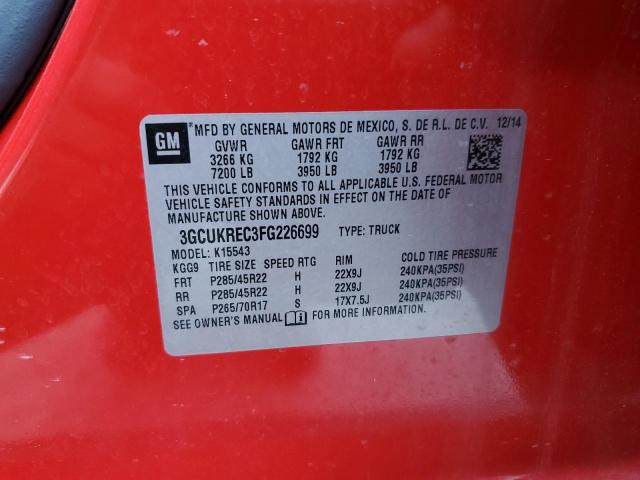 GM
*MFD BY GENERAL MOTORS DE MEXICO, S. DE R.L. DE C.V. 12/14
GVWR GAWR FRT GAWR RR
3266 KG 1792 KG 1792 KG
7200 LB 3950 LB 3950 LB
THIS VEHICLE CONFORMS TO ALL APPLICABLE U.S. FEDERAL MOTOR
VEHICLE SAFETY STANDARDS IN EFFECT ON THE DATE OF
MANUFACTURE SHOWN ABOVE.
3GCUKREC3FG226699 TYPE: TRUCK
MODEL: K15543
KGG9 TIRE SIZE SPEED RTG RIM COLD TIRE PRESSURE
FRT P285/45R22 H 22X9J 240KPA(35PSI)
RR P285/45R22 H 22X9J 240KPA(35PSI)
SPA P265/70R17 S 17X7.5J 240KPA(35PSI)
SEE OWNER'S MANUAL FOR MORE INFORMATION.